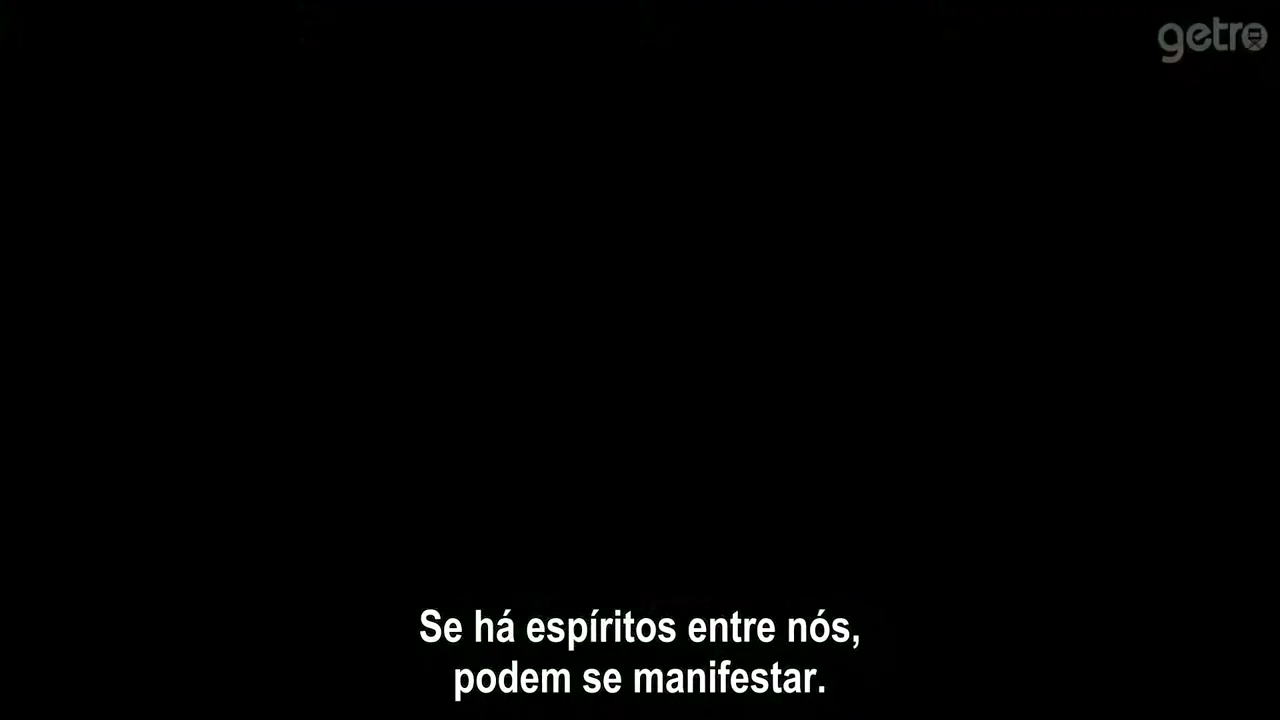 getro
Se há espíritos entre nós,
podem se manifestar.